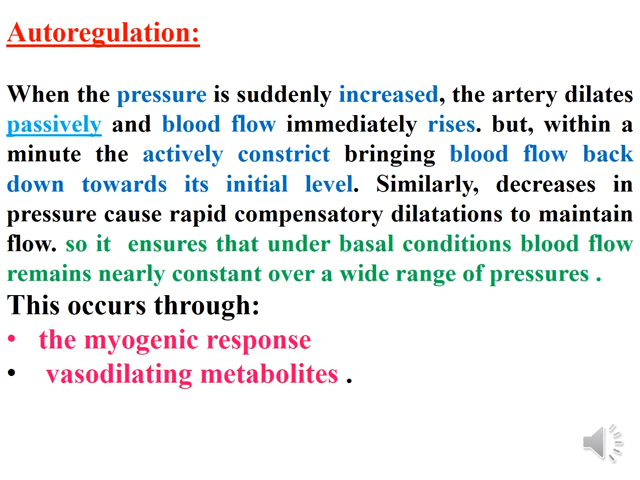 Autoregulation:
When the pressure is suddenly increased, the artery dilates
passively and blood flow immediately rises. but, within a
minute the actively constrict bringing blood flow back
down towards its initial level. Similarly, decreases in
pressure cause rapid compensatory dilatations to maintain
flow. so it ensures that under basal conditions blood flow
remains nearly constant over a wide range of pressures .
This occurs through:
• the myogenic response
• vasodilating metabolites .